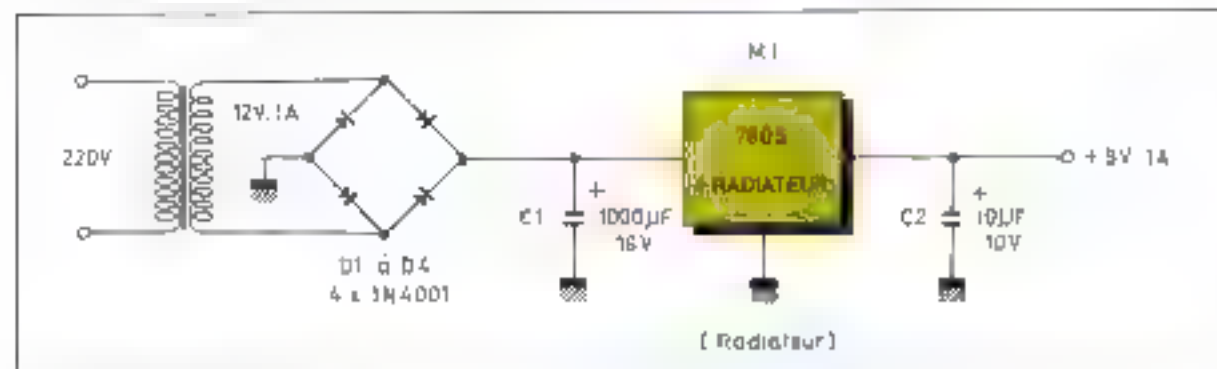 220V
12V.1A
D1 à D4
4 x 1N4001
C1
+
1000µF
16V
M1
7805
+RADIATEUR
(Radiateur)
C2
+
10µF
10V
+5V 1A